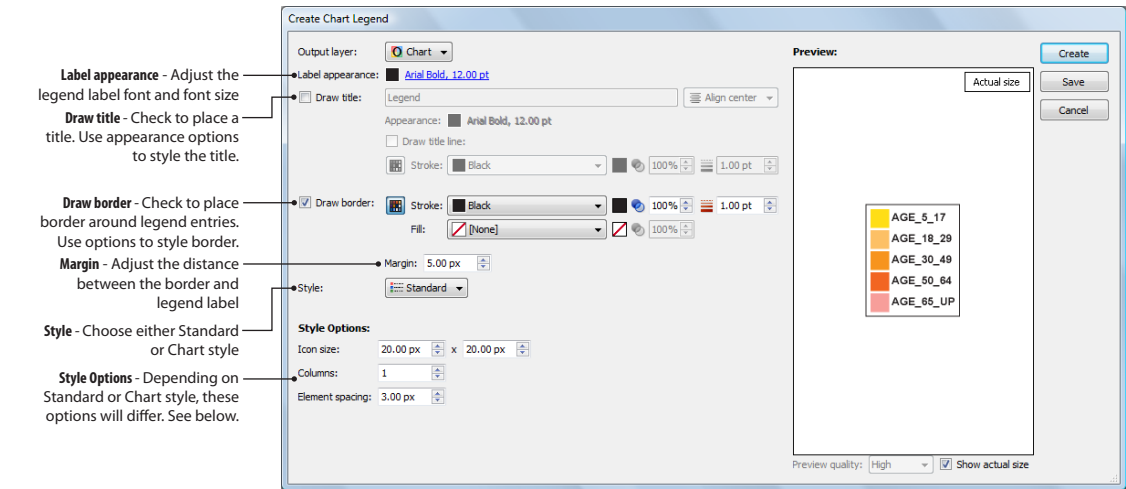 Create Chart Legend
Label appearance - Adjust the
legend label font and font size
Draw title - Check to place a
title. Use appearance options
to style the title.
Draw border - Check to place
border around legend entries.
Use options to style border.
Margin - Adjust the distance
between the border and
legend label
Style - Choose either Standard
or Chart style
Style Options - Depending on
Standard or Chart style, these
options will differ. See below.
Output layer: Chart
Label appearance: Arial Bold, 12.00 pt
Draw title: Legend Align center
Appearance: Arial Bold, 12.00 pt
Draw title line:
Stroke: Black 100% 1.00 pt
Draw border: Stroke: Black 100% 1.00 pt
Fill: [None] 100%
Margin: 5.00 px
Style: Standard
Style Options:
Icon size: 20.00 px x 20.00 px
Columns: 1
Element spacing: 3.00 px
Preview:
Actual size
AGE_5_17
AGE_18_29
AGE_30_49
AGE_50_64
AGE_65_UP
Preview quality: High Show actual size
Create
Save
Cancel